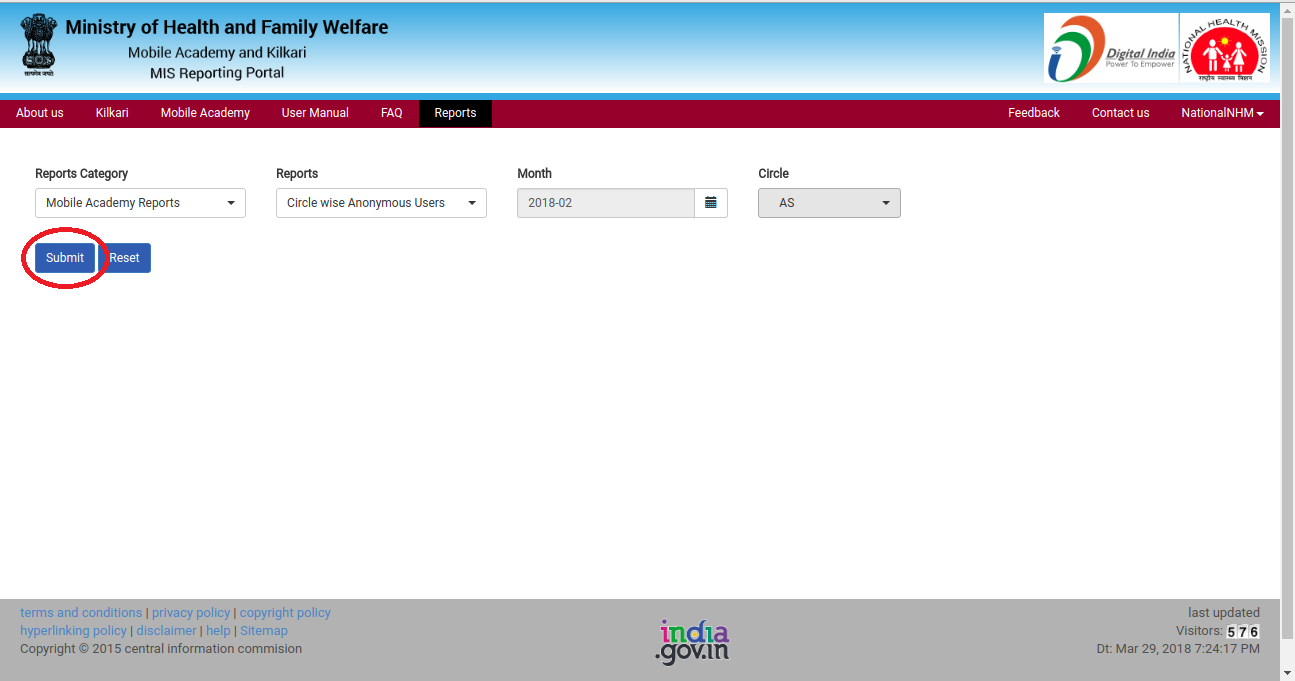 Ministry of Health and Family Welfare
Mobile Academy and Kilkari
MIS Reporting Portal
सत्यमेव जयते
Digital India
Power To Empower
NATIONAL HEALTH MISSION
राष्ट्रीय स्वास्थ्य मिशन
About us Kilkari Mobile Academy User Manual FAQ Reports Feedback Contact us NationalNHM
Reports Category Reports Month Circle
Mobile Academy Reports Circle wise Anonymous Users 2018-02 AS
Submit Reset
terms and conditions | privacy policy | copyright policy
hyperlinking policy | disclaimer | help | Sitemap
Copyright © 2015 central information commision
india
.gov.in
last updated
Visitors: 576
Dt: Mar 29, 2018 7:24:17 PM